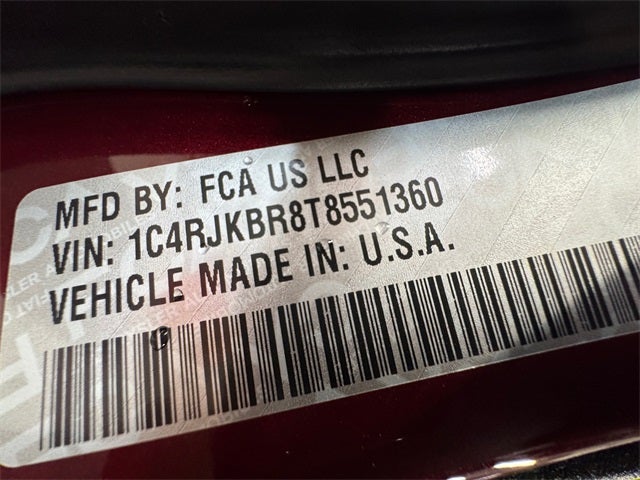 MFD BY: FCA US LLC
VIN: 1C4RJKBR8T8551360
VEHICLE MADE IN: U.S.A.